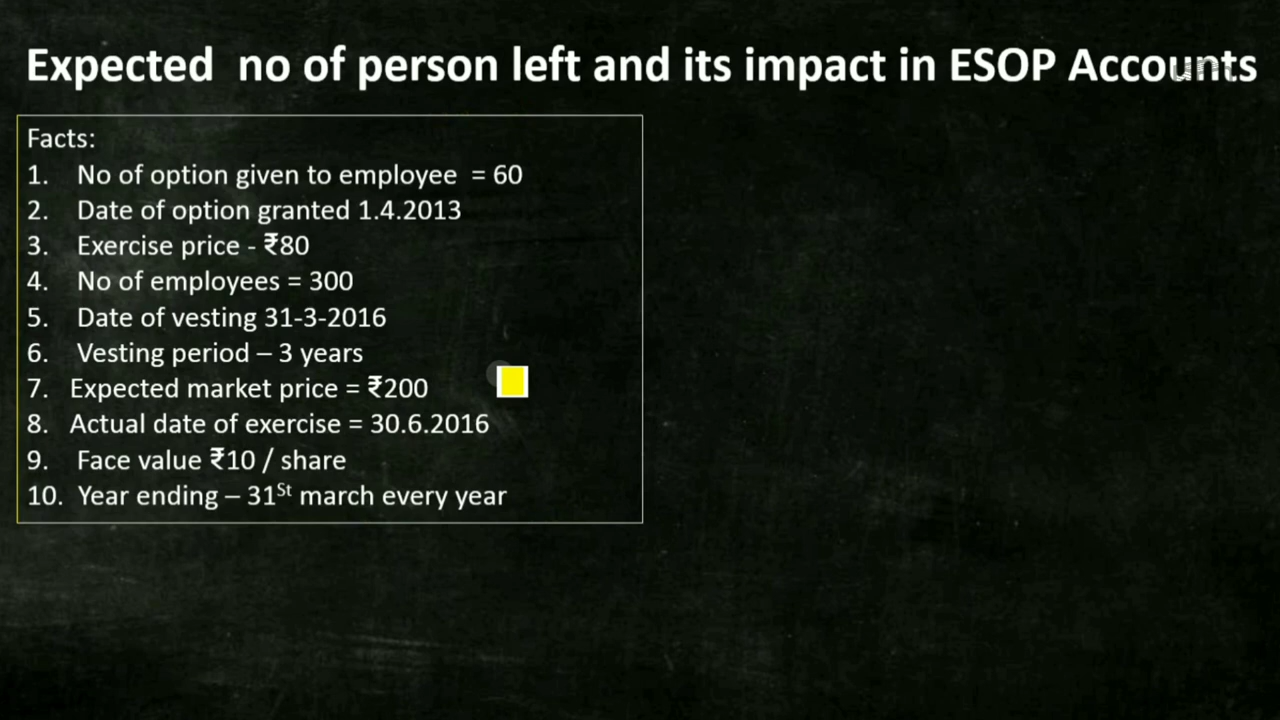 Expected no of person left and its impact in ESOP Accounts
Facts:
1. No of option given to employee = 60
2. Date of option granted 1.4.2013
3. Exercise price - ₹80
4. No of employees = 300
5. Date of vesting 31-3-2016
6. Vesting period – 3 years
7. Expected market price = ₹200
8. Actual date of exercise = 30.6.2016
9. Face value ₹10 / share
10. Year ending – 31St march every year